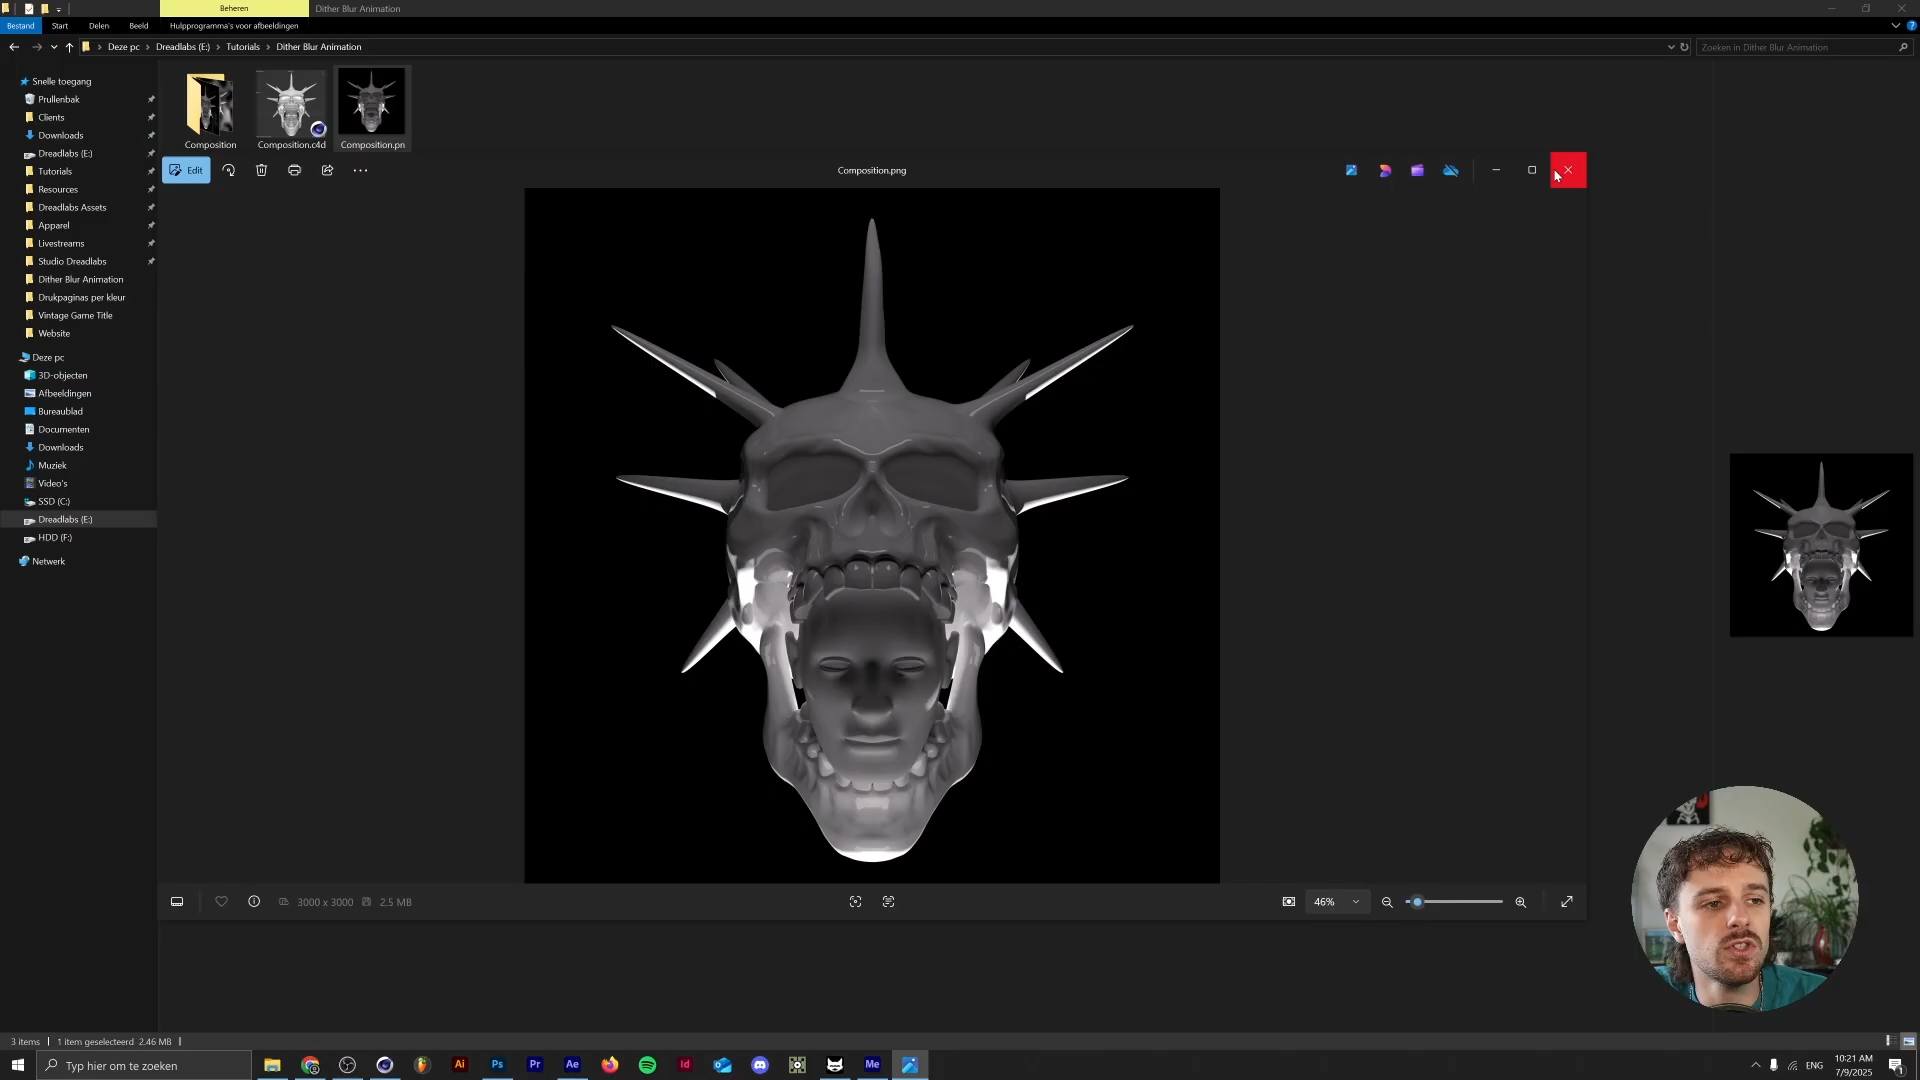 Beheren
Dither Blur Animation
Bestand
Start
Delen
Beeld
Hulpprogramma's voor afbeeldingen
Deze pc
Dreadlabs (E:)
Tutorials
Dither Blur Animation
Zoeken in Dither Blur Animation
Snelle toegang
Prullenbak
Clients
Downloads
Dreadlabs (E:)
Tutorials
Resources
Dreadlabs Assets
Apparel
Livestreams
Studio Dreadlabs
Dither Blur Animation
Drukpaginas per kleur
Vintage Game Title
Website
Deze pc
3D-objecten
Afbeeldingen
Bureaublad
Documenten
Downloads
Muziek
Video's
SSD (C:)
Dreadlabs (E:)
HDD (F:)
Netwerk
Composition
Composition.c4d
Composition.pn
Edit
Composition.png
3000 x 3000
2.5 MB
46%
3 items
1 item geselecteerd 2.46 MB
Typ hier om te zoeken
Ai
Ps
Pr
Ae
Id
Me
ENG
10:21 AM
7/9/2025
1